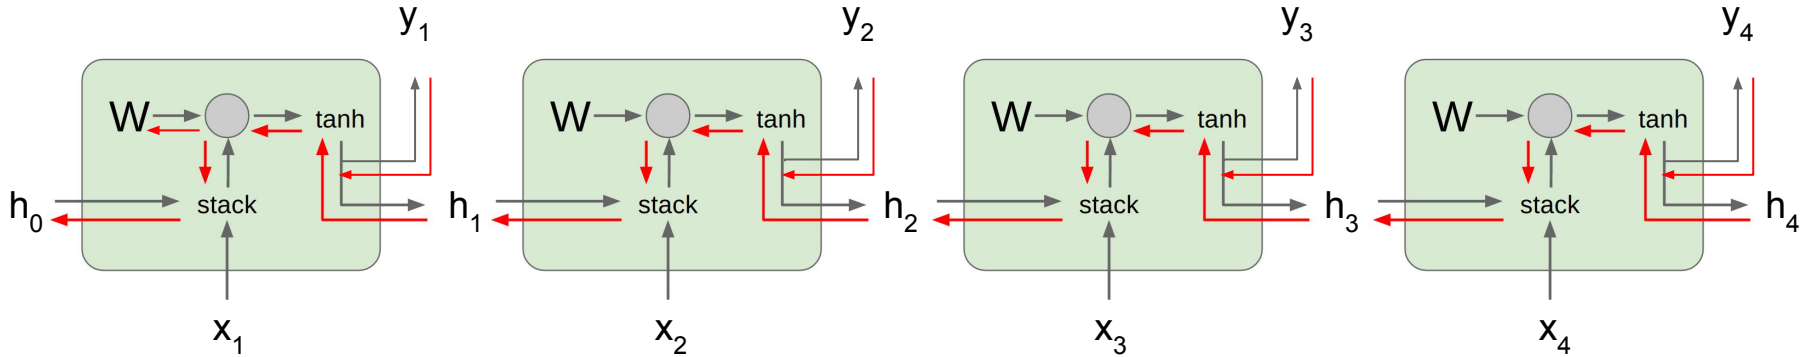 y1 y2 y3 y4
W tanh W tanh W tanh W tanh
h0 stack h1 stack h2 stack h3 stack h4
x1 x2 x3 x4